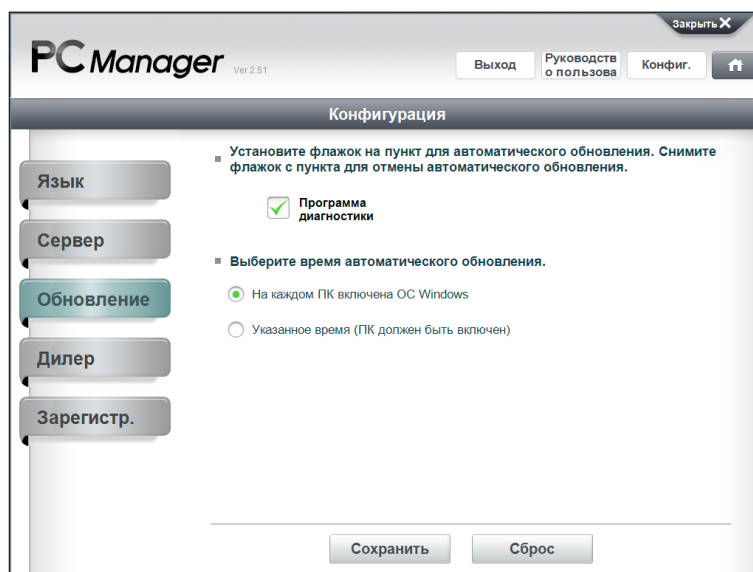 Закрыть X
PC Manager Ver 2.51
Выход
Руководств
о пользова
Конфиг.
Конфигурация
Язык
Сервер
Обновление
Дилер
Зарегистр.
Установите флажок на пункт для автоматического обновления. Снимите
флажок с пункта для отмены автоматического обновления.
Программа
диагностики
Выберите время автоматического обновления.
На каждом ПК включена ОС Windows
Указанное время (ПК должен быть включен)
Сохранить
Сброс